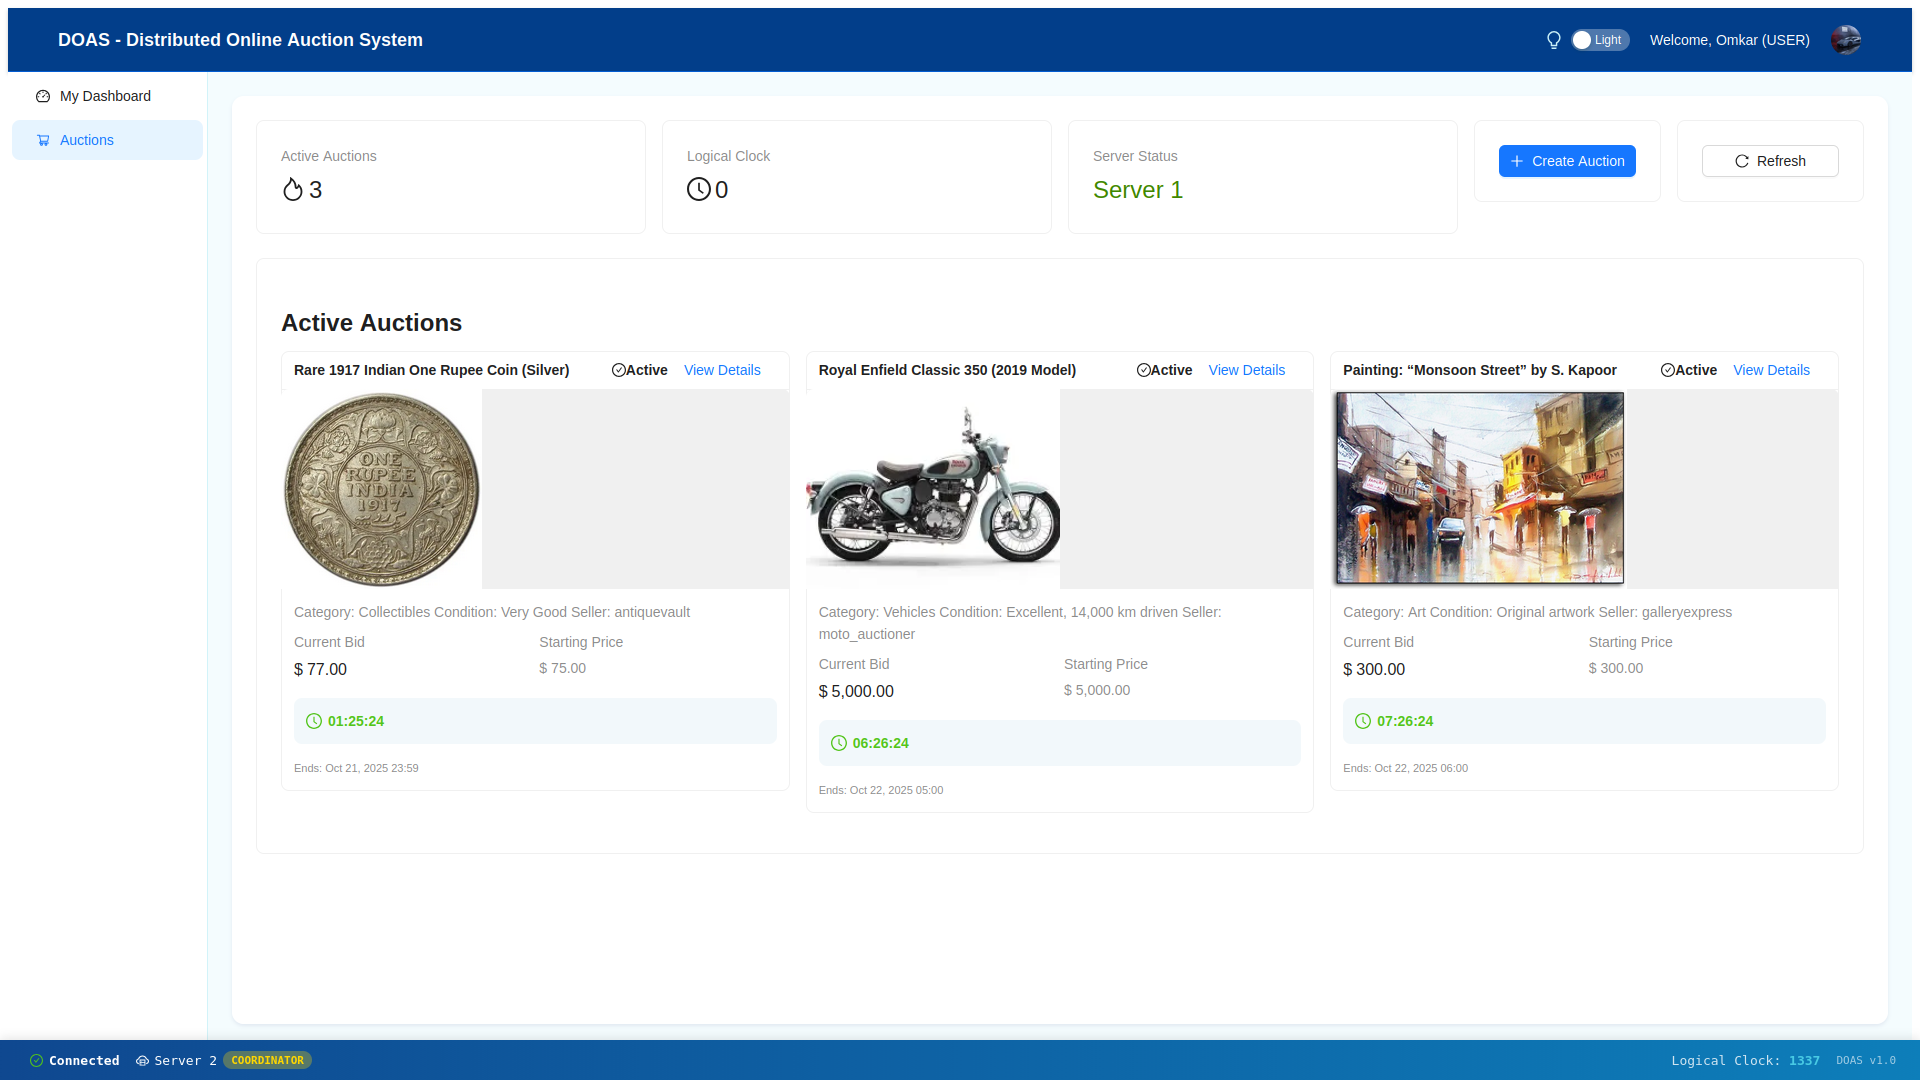 DOAS - Distributed Online Auction System
Light
Welcome, Omkar (USER)
My Dashboard
Auctions
Active Auctions
3
Logical Clock
0
Server Status
Server 1
Create Auction
Refresh
Active Auctions
Rare 1917 Indian One Rupee Coin (Silver)
Active
View Details
ONE
RUPEE
INDIA
1917
Category: Collectibles Condition: Very Good Seller: antiquevault
Current Bid
Starting Price
$ 77.00
$ 75.00
01:25:24
Ends: Oct 21, 2025 23:59
Royal Enfield Classic 350 (2019 Model)
Active
View Details
Category: Vehicles Condition: Excellent, 14,000 km driven Seller:
moto_auctioner
Current Bid
Starting Price
$ 5,000.00
$ 5,000.00
06:26:24
Ends: Oct 22, 2025 05:00
Painting: “Monsoon Street” by S. Kapoor
Active
View Details
Category: Art Condition: Original artwork Seller: galleryexpress
Current Bid
Starting Price
$ 300.00
$ 300.00
07:26:24
Ends: Oct 22, 2025 06:00
Connected
Server 2
COORDINATOR
Logical Clock: 1337
DOAS v1.0